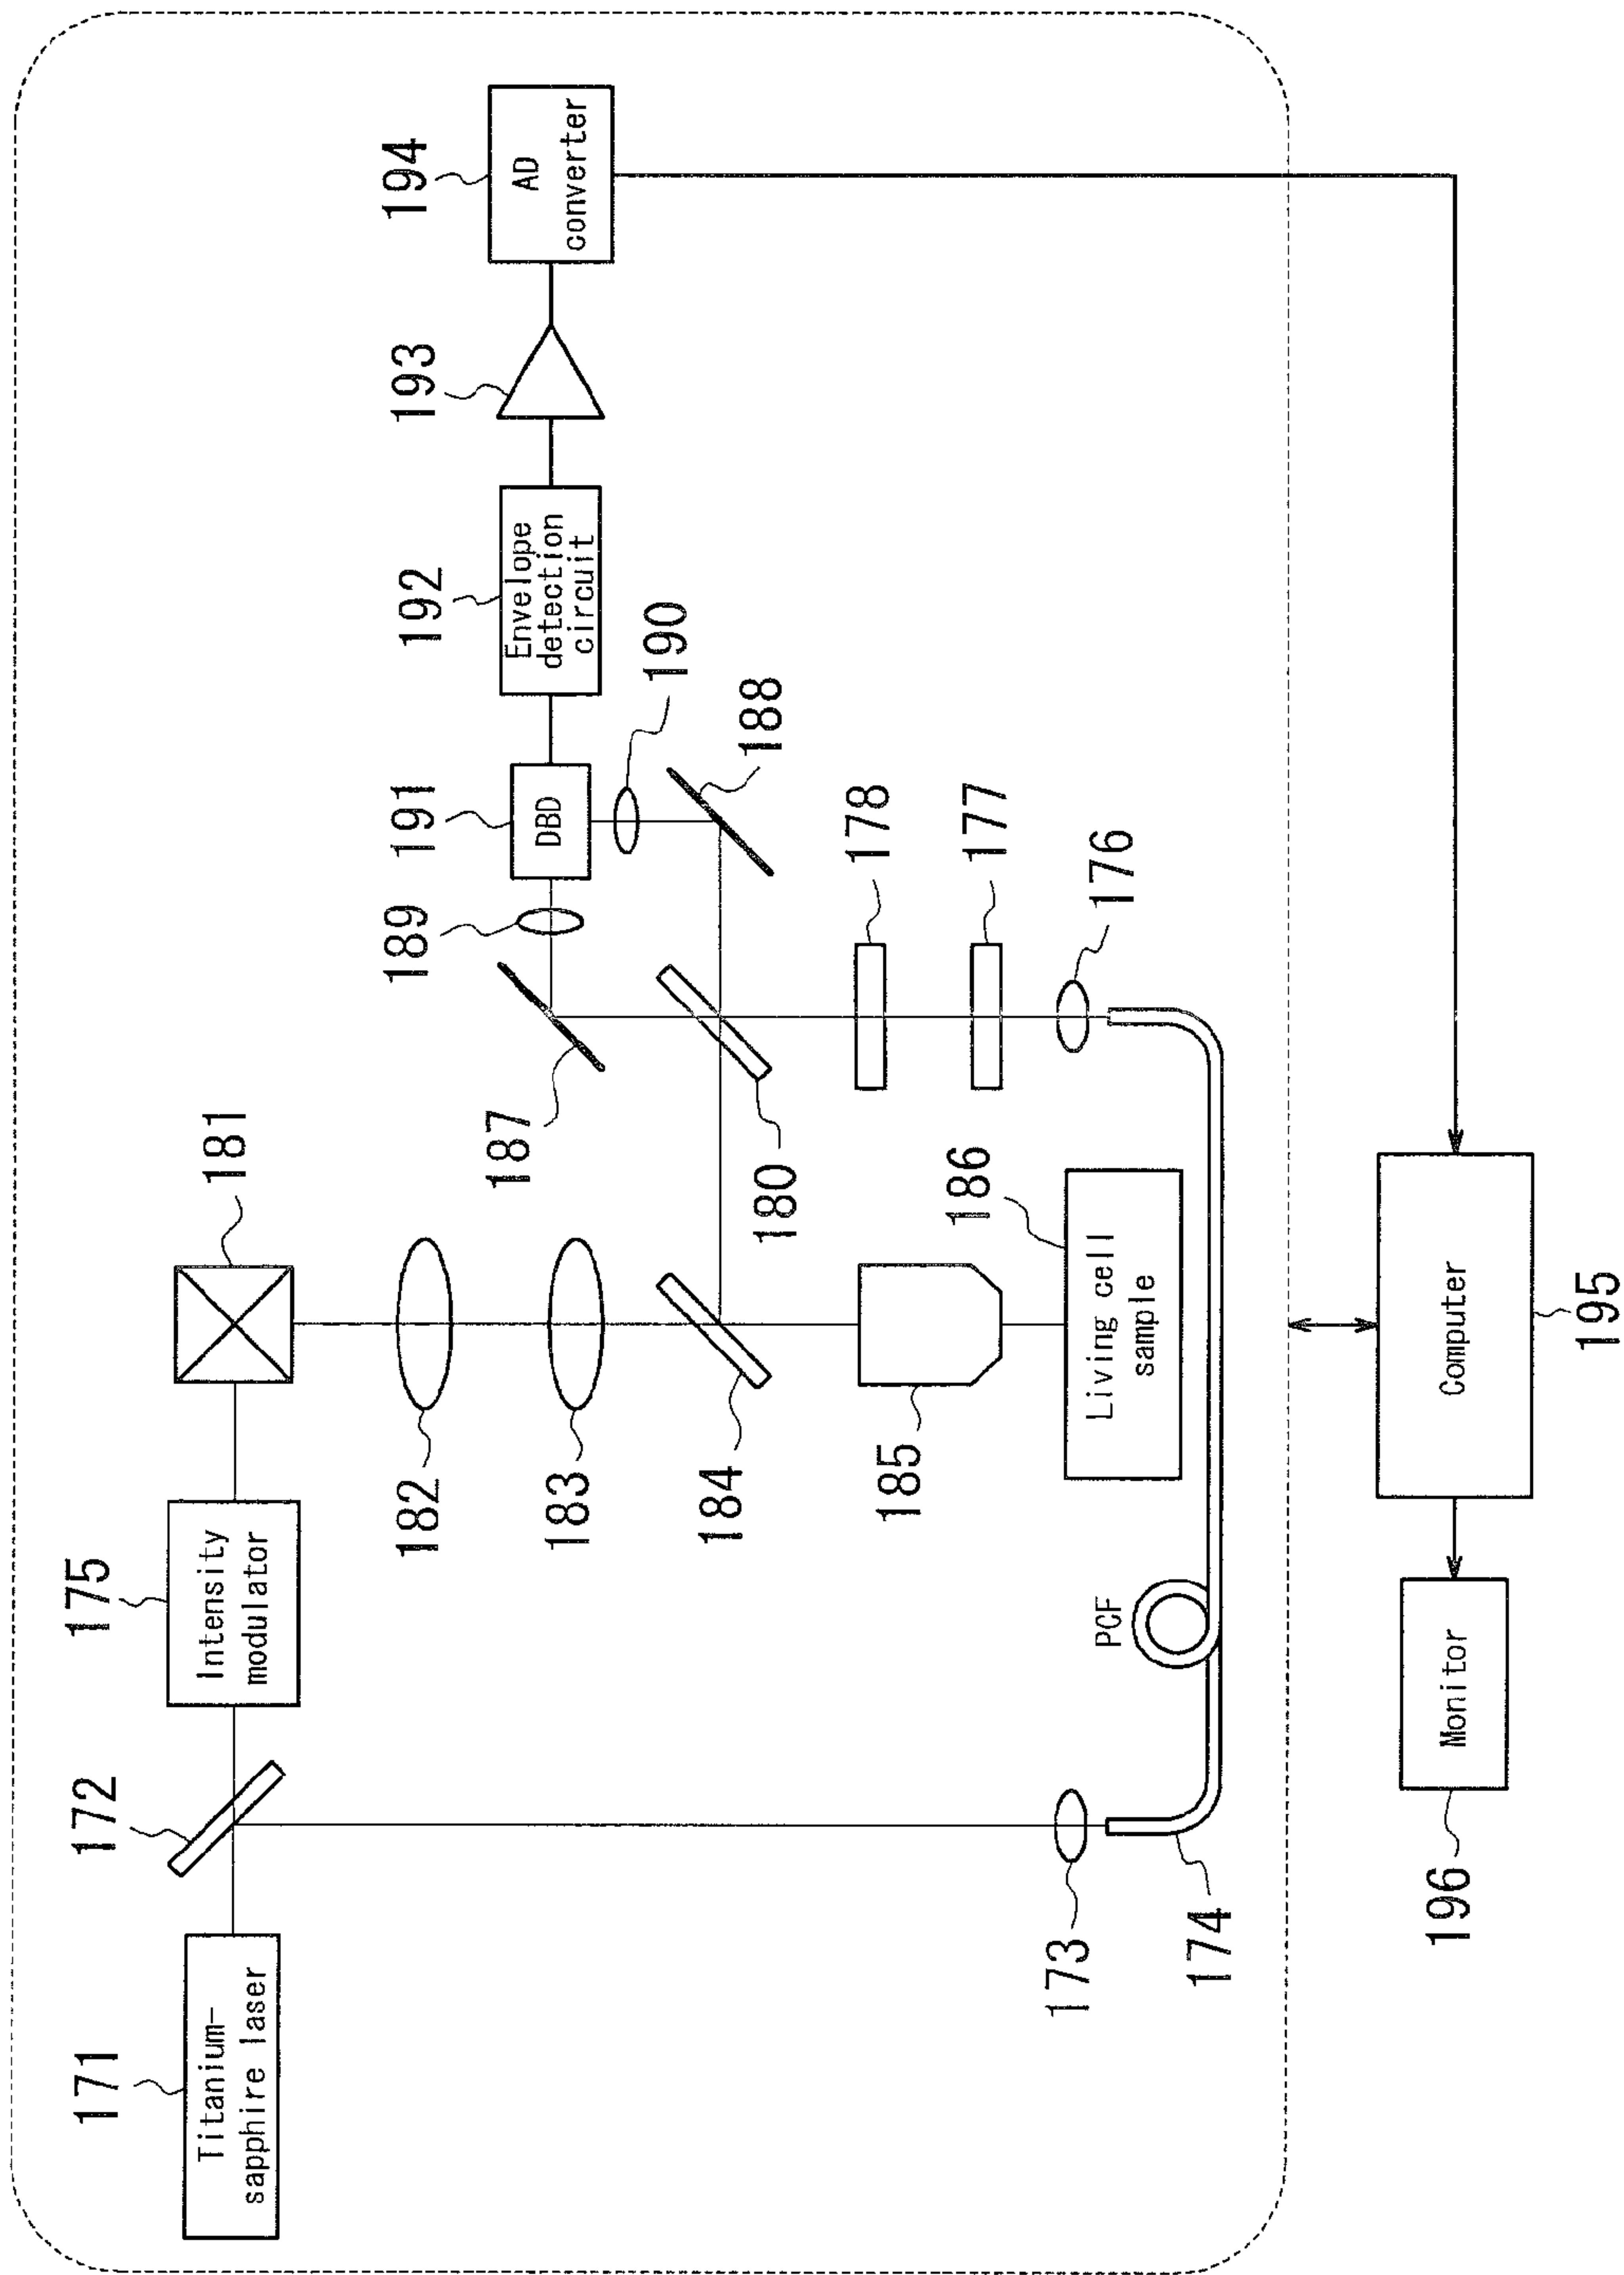 171
Titanium-
sapphire laser
172
175
Intensity
modulator
181
182
183
184
185
186
Living cell
sample
173
174
PCF
187
180
189
191
DBD
192
Envelope
detection
circuit
190
188
178
177
176
193
194
AD
converter
196
Monitor
195
Computer